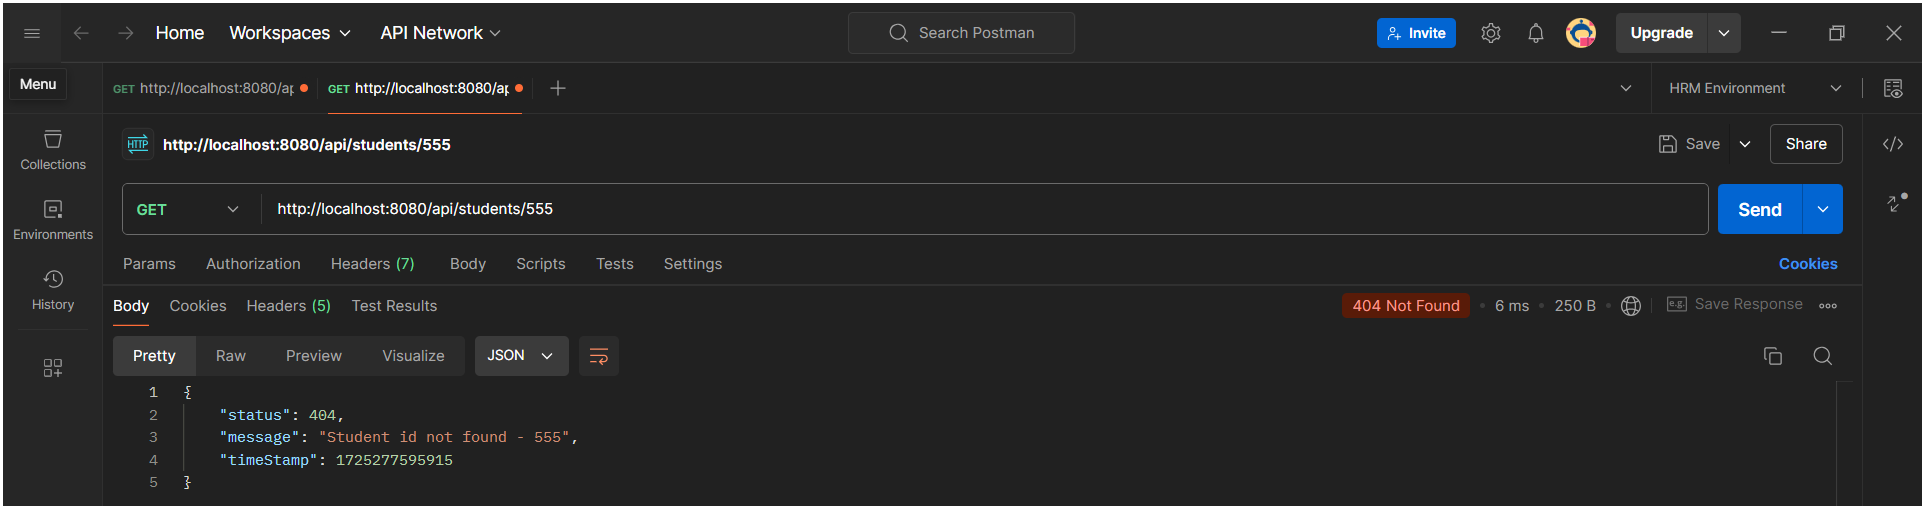 Home Workspaces API Network Search Postman Invite Upgrade
Menu GET http://localhost:8080/ap GET http://localhost:8080/ap HRM Environment
HTTP http://localhost:8080/api/students/555 Save Share
Collections
GET http://localhost:8080/api/students/555 Send
Environments
Params Authorization Headers (7) Body Scripts Tests Settings Cookies
History
Body Cookies Headers (5) Test Results 404 Not Found 6 ms 250 B e.g. Save Response
Pretty Raw Preview Visualize JSON
1 {
2 "status": 404,
3 "message": "Student id not found - 555",
4 "timeStamp": 1725277595915
5 }